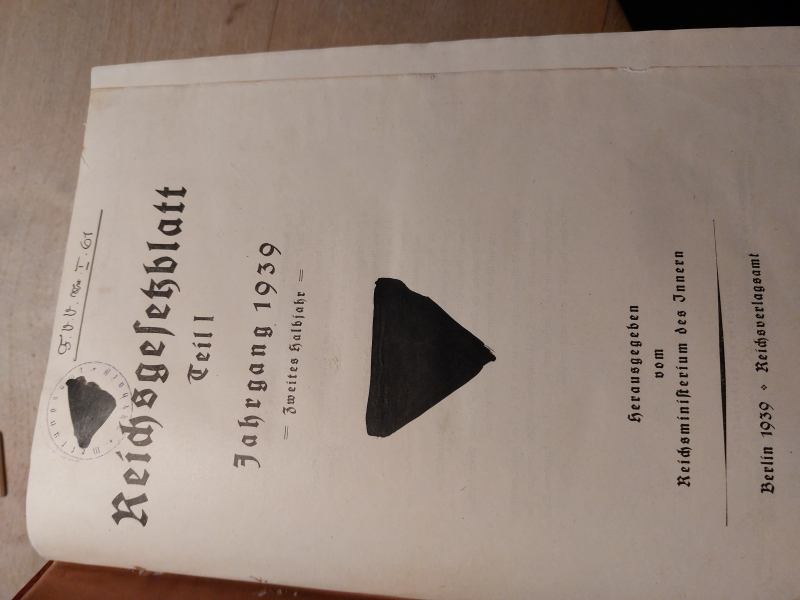 Reichsgesetzblatt
Teil I
Jahrgang 1939
= Zweites Halbjahr =
Herausgegeben
vom
Reichsministerium des Innern
Berlin 1939 ⬦ Reichsverlagsamt